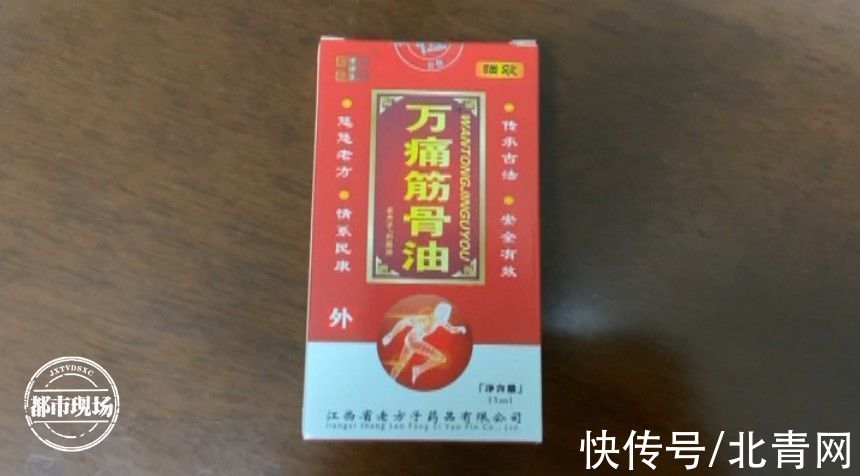 万痛筋骨油
WANTONGJINGUYOU
传承古法
安全有效
悠悠老方
情系民康
外
「净含量」
15ml
江西省老方子药品有限公司
Jiangxi Sheng Lao Fang Zi Yao Pin Co., Ltd.
JXTVDSXC
都市现场
快传号/北青网